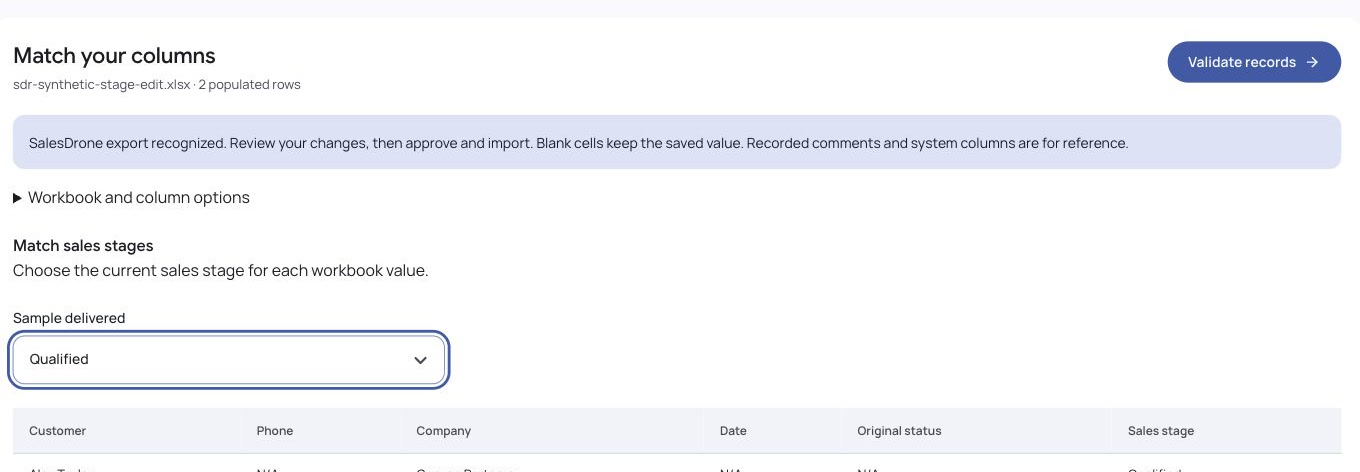 Match your columns
sdr-synthetic-stage-edit.xlsx · 2 populated rows
Validate records →
SalesDrone export recognized. Review your changes, then approve and import. Blank cells keep the saved value. Recorded comments and system columns are for reference.
Workbook and column options
Match sales stages
Choose the current sales stage for each workbook value.
Sample delivered
Qualified
Customer Phone Company Date Original status Sales stage